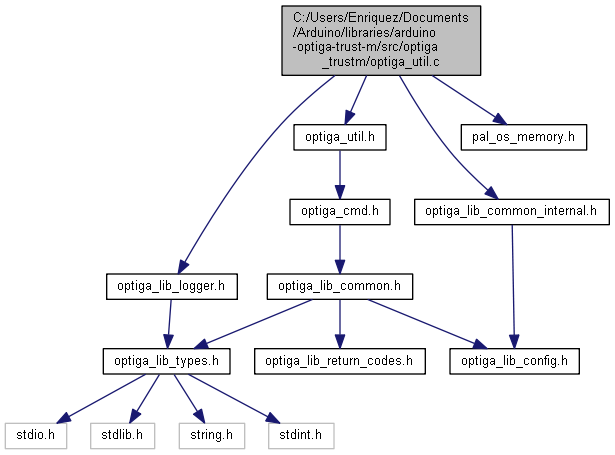 C:/Users/Enriquez/Documents
/Arduino/libraries/arduino
-optiga-trust-m/src/optiga
_trustm/optiga_util.c
optiga_util.h
pal_os_memory.h
optiga_cmd.h
optiga_lib_common_internal.h
optiga_lib_logger.h
optiga_lib_common.h
optiga_lib_types.h
optiga_lib_return_codes.h
optiga_lib_config.h
stdio.h
stdlib.h
string.h
stdint.h